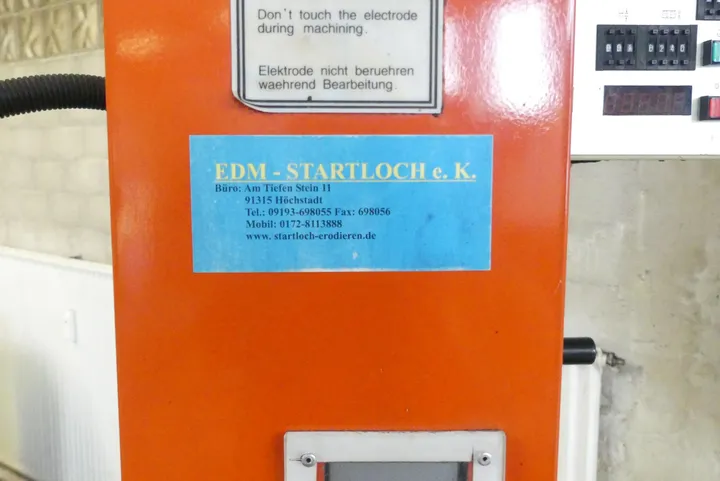 Don't touch the electrode
during machining.
Elektrode nicht beruehren
waehrend Bearbeitung.
EDM - STARTLOCH e. K.
Büro: Am Tiefen Stein 11
91315 Höchstadt
Tel.: 09193-698055 Fax: 698056
Mobil: 0172-8113888
www. startloch-erodieren.de